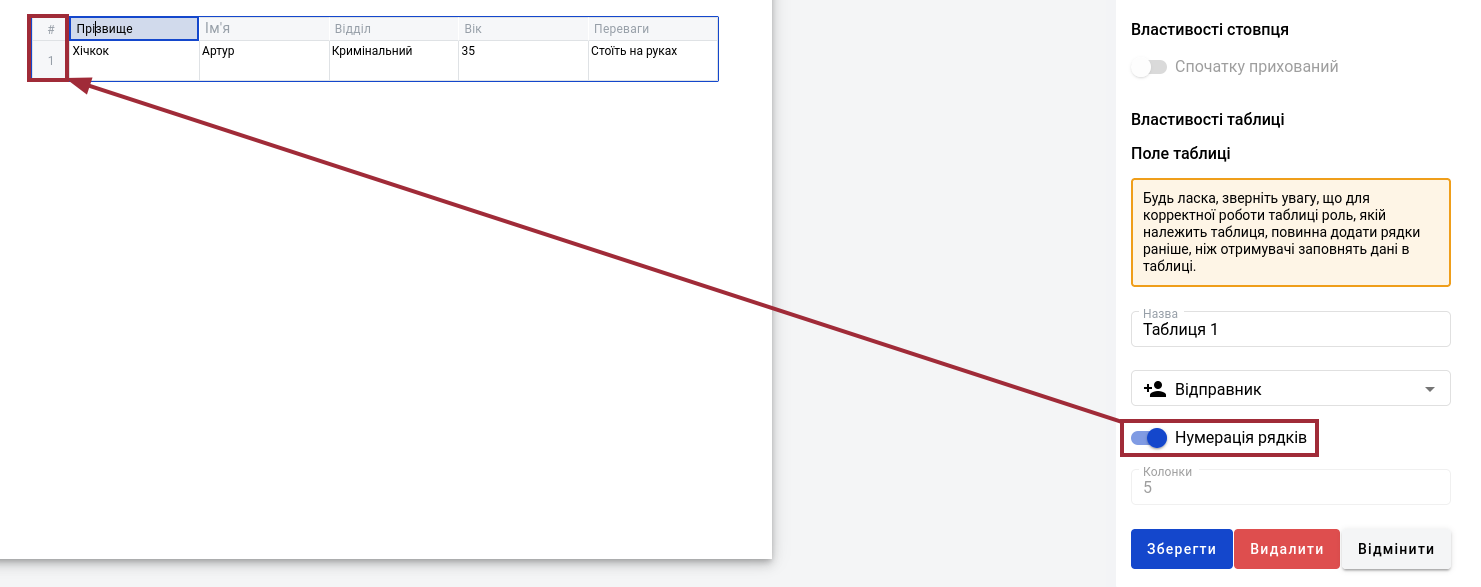 # Прізвище Ім'я Відділ Вік Переваги
1 Хічкок Артур Кримінальний 35 Стоїть на руках
Властивості стовпця
Спочатку прихований
Властивості таблиці
Поле таблиці
Будь ласка, зверніть увагу, що для
корректної роботи таблиці роль, якій
належить таблиця, повинна додати рядки
раніше, ніж отримувачі заповнять дані в
таблиці.
Назва
Таблиця 1
Відправник
Нумерація рядків
Колонки
5
Зберегти Видалити Відмінити